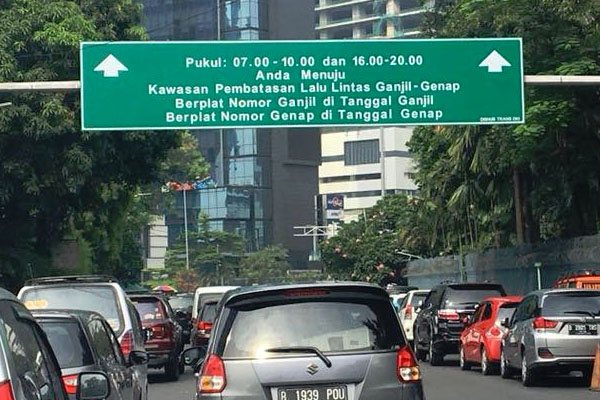 Pukul: 07.00 - 10.00 dan 16.00-20.00
Anda Menuju
Kawasan Pembatasan Lalu Lintas Ganjil-Genap
Berplat Nomor Ganjil di Tanggal Ganjil
Berplat Nomor Genap di Tanggal Genap
B 1939 POU